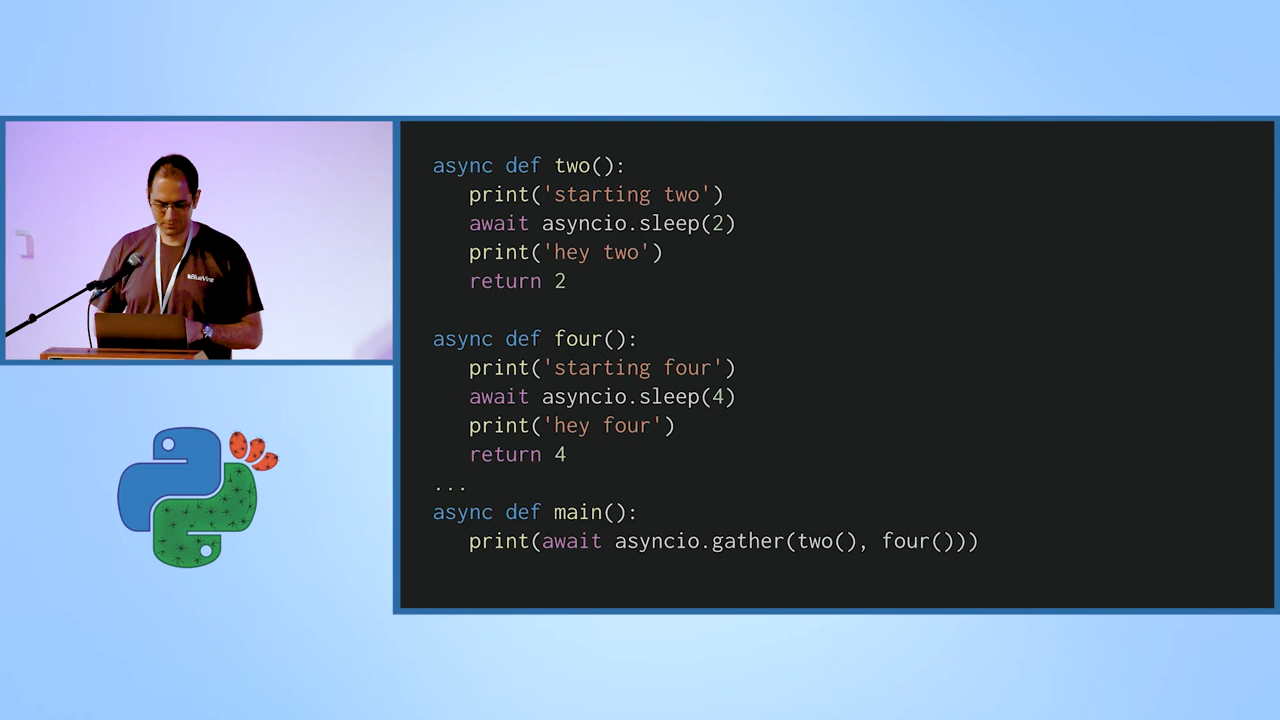 async def two():
   print('starting two')
   await asyncio.sleep(2)
   print('hey two')
   return 2

async def four():
   print('starting four')
   await asyncio.sleep(4)
   print('hey four')
   return 4
...
async def main():
   print(await asyncio.gather(two(), four()))
BlueVine